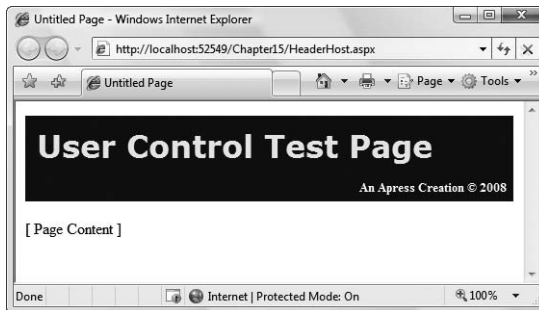 Untitled Page - Windows Internet Explorer
http://localhost:52549/Chapter15/HeaderHost.aspx
Untitled Page
Page
Tools
User Control Test Page
An Apress Creation © 2008
[ Page Content ]
Done
Internet | Protected Mode: On
100%